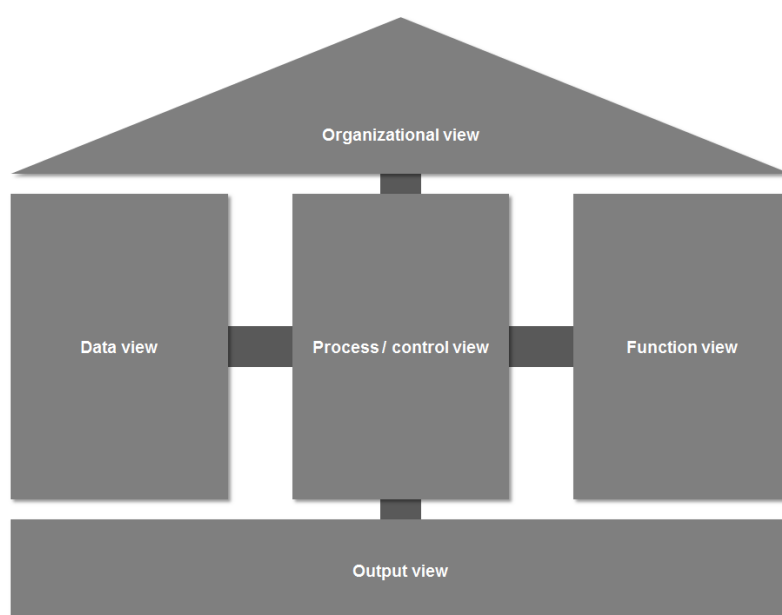 Organizational view
Data view
Process / control view
Function view
Output view